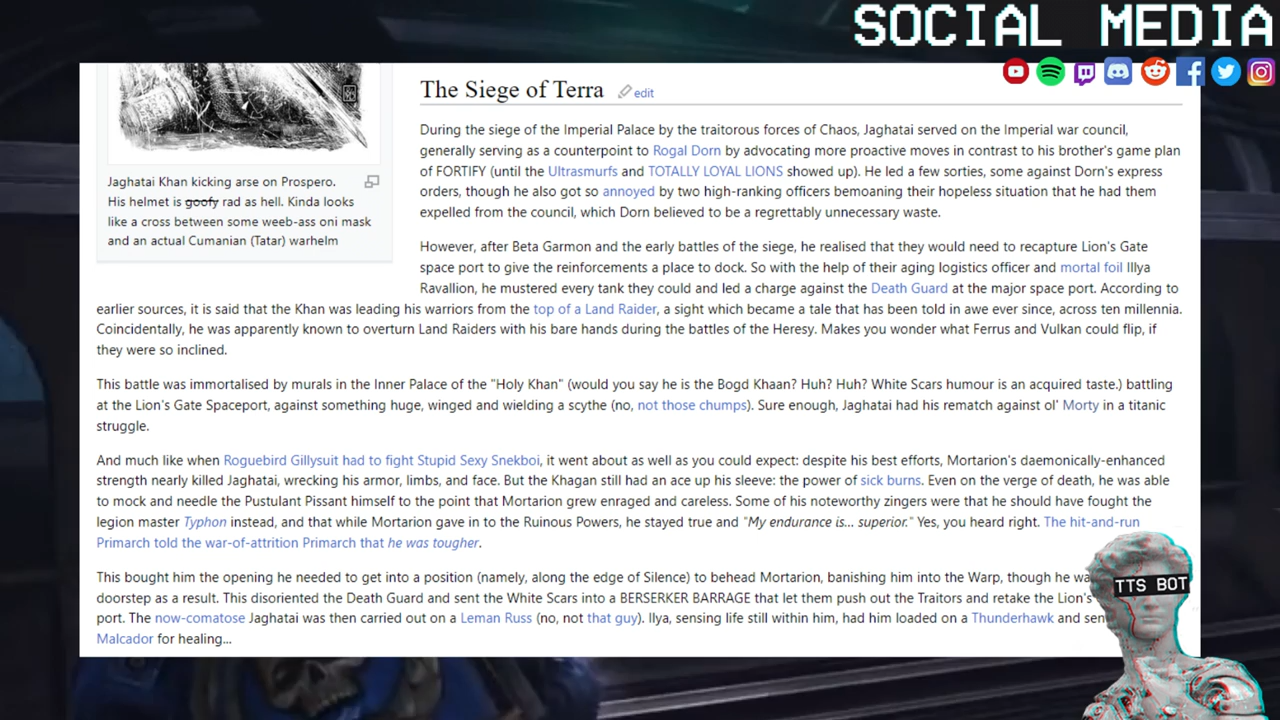 SOCIAL MEDIA
The Siege of Terra
edit
During the siege of the Imperial Palace by the traitorous forces of Chaos, Jaghatai served on the Imperial war council,
generally serving as a counterpoint to Rogal Dorn by advocating more proactive moves in contrast to his brother's game plan
of FORTIFY (until the Ultrasmurfs and TOTALLY LOYAL LIONS showed up). He led a few sorties, some against Dorn's express
orders, though he also got so annoyed by two high-ranking officers bemoaning their hopeless situation that he had them
expelled from the council, which Dorn believed to be a regrettably unnecessary waste.
Jaghatai Khan kicking arse on Prospero.
His helmet is goofy rad as hell. Kinda looks
like a cross between some weeb-ass oni mask
and an actual Cumanian (Tatar) warhelm
However, after Beta Garmon and the early battles of the siege, he realised that they would need to recapture Lion's Gate
space port to give the reinforcements a place to dock. So with the help of their aging logistics officer and mortal foil Illya
Ravallion, he mustered every tank they could and led a charge against the Death Guard at the major space port. According to
earlier sources, it is said that the Khan was leading his warriors from the top of a Land Raider, a sight which became a tale that has been told in awe ever since, across ten millennia.
Coincidentally, he was apparently known to overturn Land Raiders with his bare hands during the battles of the Heresy. Makes you wonder what Ferrus and Vulkan could flip, if
they were so inclined.
This battle was immortalised by murals in the Inner Palace of the "Holy Khan" (would you say he is the Bogd Khaan? Huh? Huh? White Scars humour is an acquired taste.) battling
at the Lion's Gate Spaceport, against something huge, winged and wielding a scythe (no, not those chumps). Sure enough, Jaghatai had his rematch against ol' Morty in a titanic
struggle.
And much like when Roguebird Gillysuit had to fight Stupid Sexy Snekboi, it went about as well as you could expect: despite his best efforts, Mortarion's daemonically-enhanced
strength nearly killed Jaghatai, wrecking his armor, limbs, and face. But the Khagan still had an ace up his sleeve: the power of sick burns. Even on the verge of death, he was able
to mock and needle the Pustulant Pissant himself to the point that Mortarion grew enraged and careless. Some of his noteworthy zingers were that he should have fought the
legion master Typhon instead, and that while Mortarion gave in to the Ruinous Powers, he stayed true and "My endurance is... superior." Yes, you heard right. The hit-and-run
Primarch told the war-of-attrition Primarch that he was tougher.
This bought him the opening he needed to get into a position (namely, along the edge of Silence) to behead Mortarion, banishing him into the Warp, though he
doorstep as a result. This disoriented the Death Guard and sent the White Scars into a BERSERKER BARRAGE that let them push out the Traitors and retake the Lion's
port. The now-comatose Jaghatai was then carried out on a Leman Russ (no, not that guy). Ilya, sensing life still within him, had him loaded on a Thunderhawk and
Malcador for healing...
TTS BOT